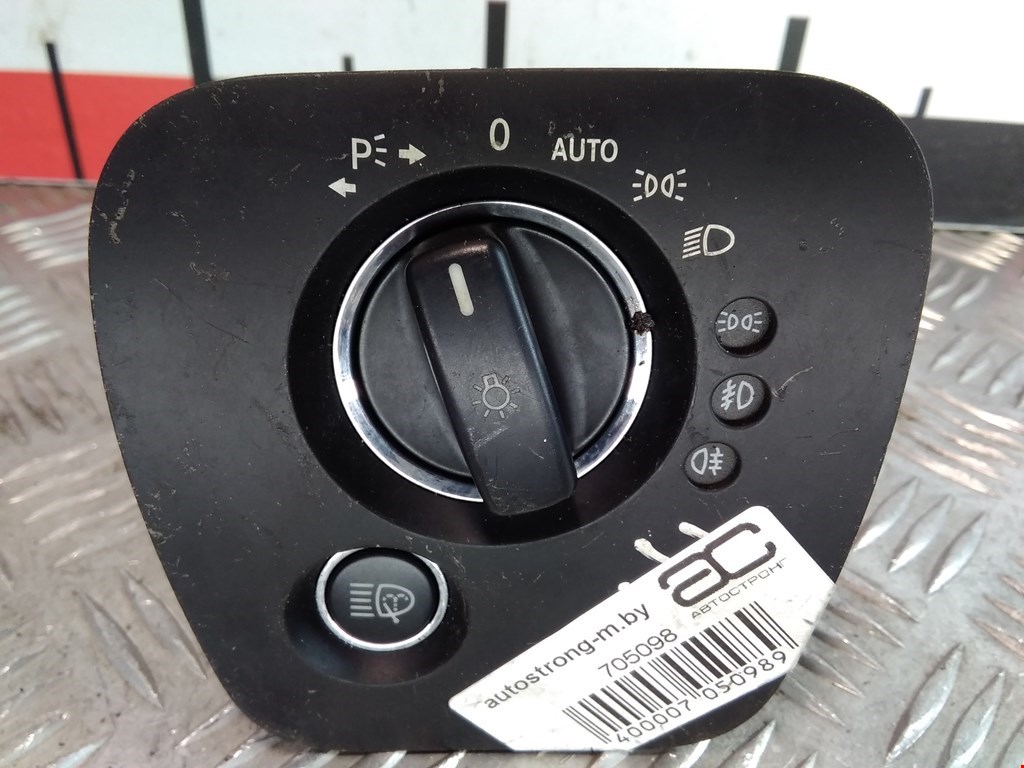 P 0 AUTO
AC
АВТОСТРОНГ
autostrong-m.by
705098
400007 050989